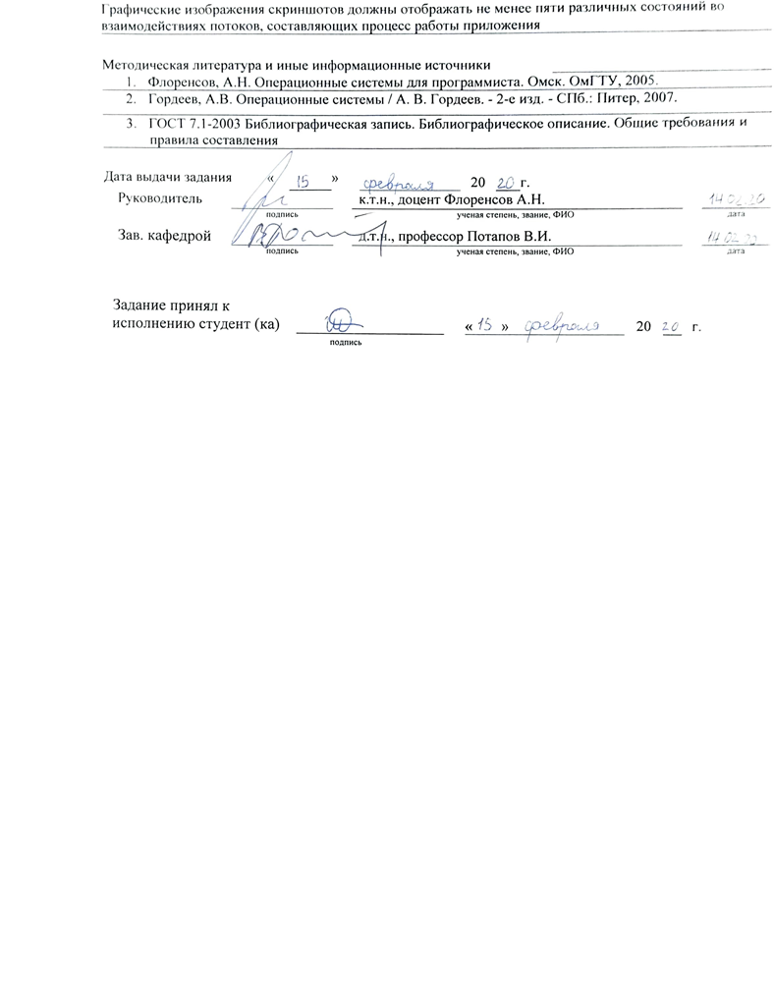 Графические изображения скриншотов должны отображать не менее пяти различных состояний во
взаимодействиях потоков, составляющих процесс работы приложения
Методическая литература и иные информационные источники
1. Флоренсов, А.Н. Операционные системы для программиста. Омск. ОмГТУ, 2005.
2. Гордеев, А.В. Операционные системы / А. В. Гордеев. - 2-е изд. - СПб.: Питер, 2007.
3. ГОСТ 7.1-2003 Библиографическая запись. Библиографическое описание. Общие требования и
правила составления
Дата выдачи задания « 15 » февраля 20 20 г.
Руководитель к.т.н., доцент Флоренсов А.Н. 14.02.20
подпись ученая степень, звание, ФИО дата
Зав. кафедрой д.т.н., профессор Потапов В.И. 14.02.20
подпись ученая степень, звание, ФИО дата
Задание принял к
исполнению студент (ка) « 15 » февраля 20 20 г.
подпись